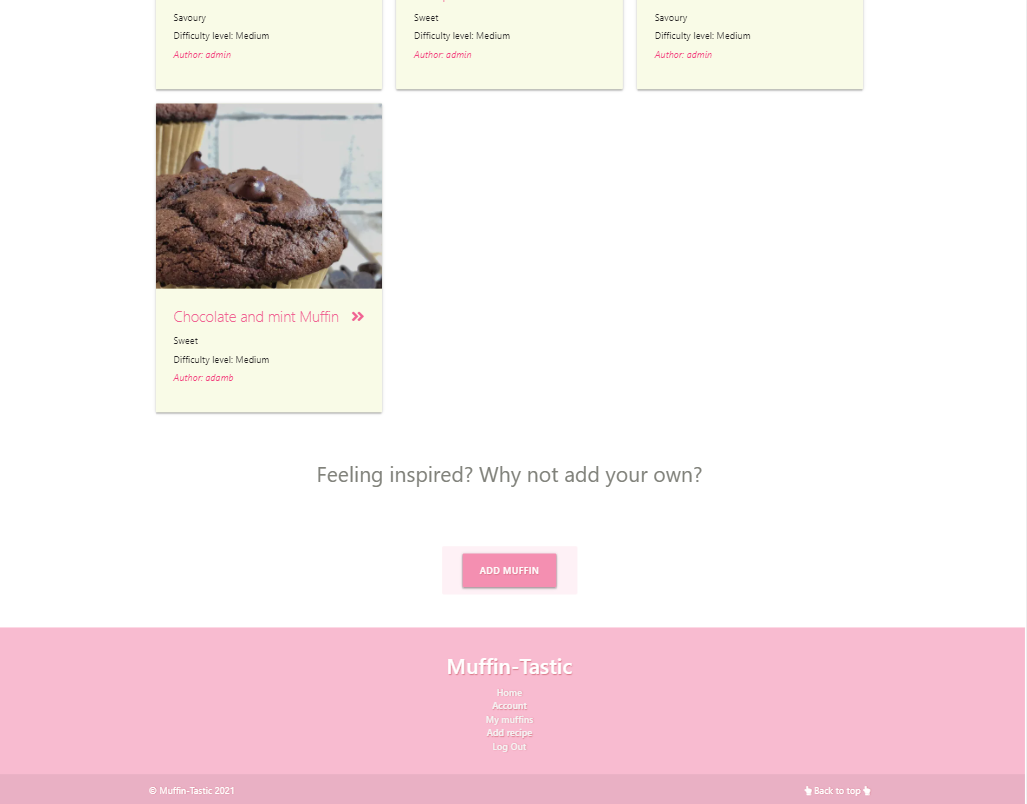 Savoury
Difficulty level: Medium
Author: admin
Sweet
Difficulty level: Medium
Author: admin
Savoury
Difficulty level: Medium
Author: admin
Chocolate and mint Muffin
Sweet
Difficulty level: Medium
Author: adamb
Feeling inspired? Why not add your own?
ADD MUFFIN
Muffin-Tastic
Home
Account
My muffins
Add recipe
Log Out
© Muffin-Tastic 2021
Back to top